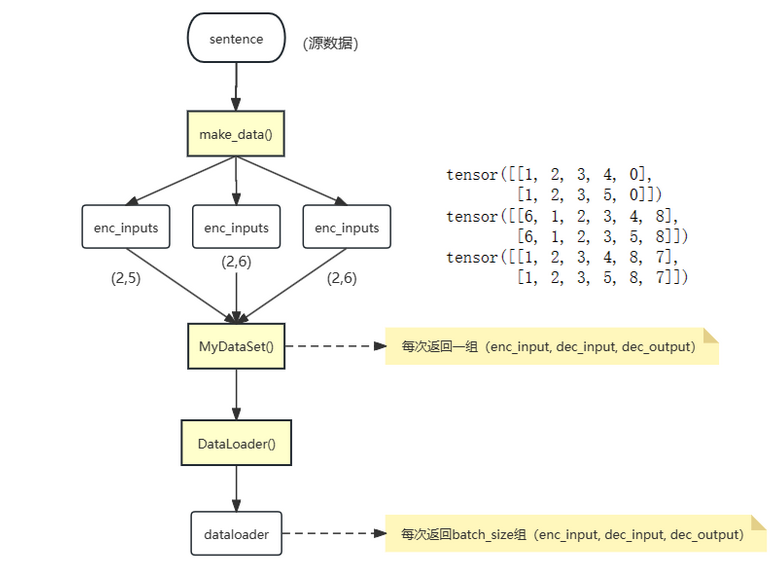 sentence
(源数据)
make_data()
enc_inputs
enc_inputs
enc_inputs
(2,5)
(2,6)
(2,6)
tensor([[1, 2, 3, 4, 0],
[1, 2, 3, 5, 0]])
tensor([[6, 1, 2, 3, 4, 8],
[6, 1, 2, 3, 5, 8]])
tensor([[1, 2, 3, 4, 8, 7],
[1, 2, 3, 5, 8, 7]])
MyDataSet()
每次返回一组（enc_input, dec_input, dec_output）
DataLoader()
dataloader
每次返回batch_size组（enc_input, dec_input, dec_output）